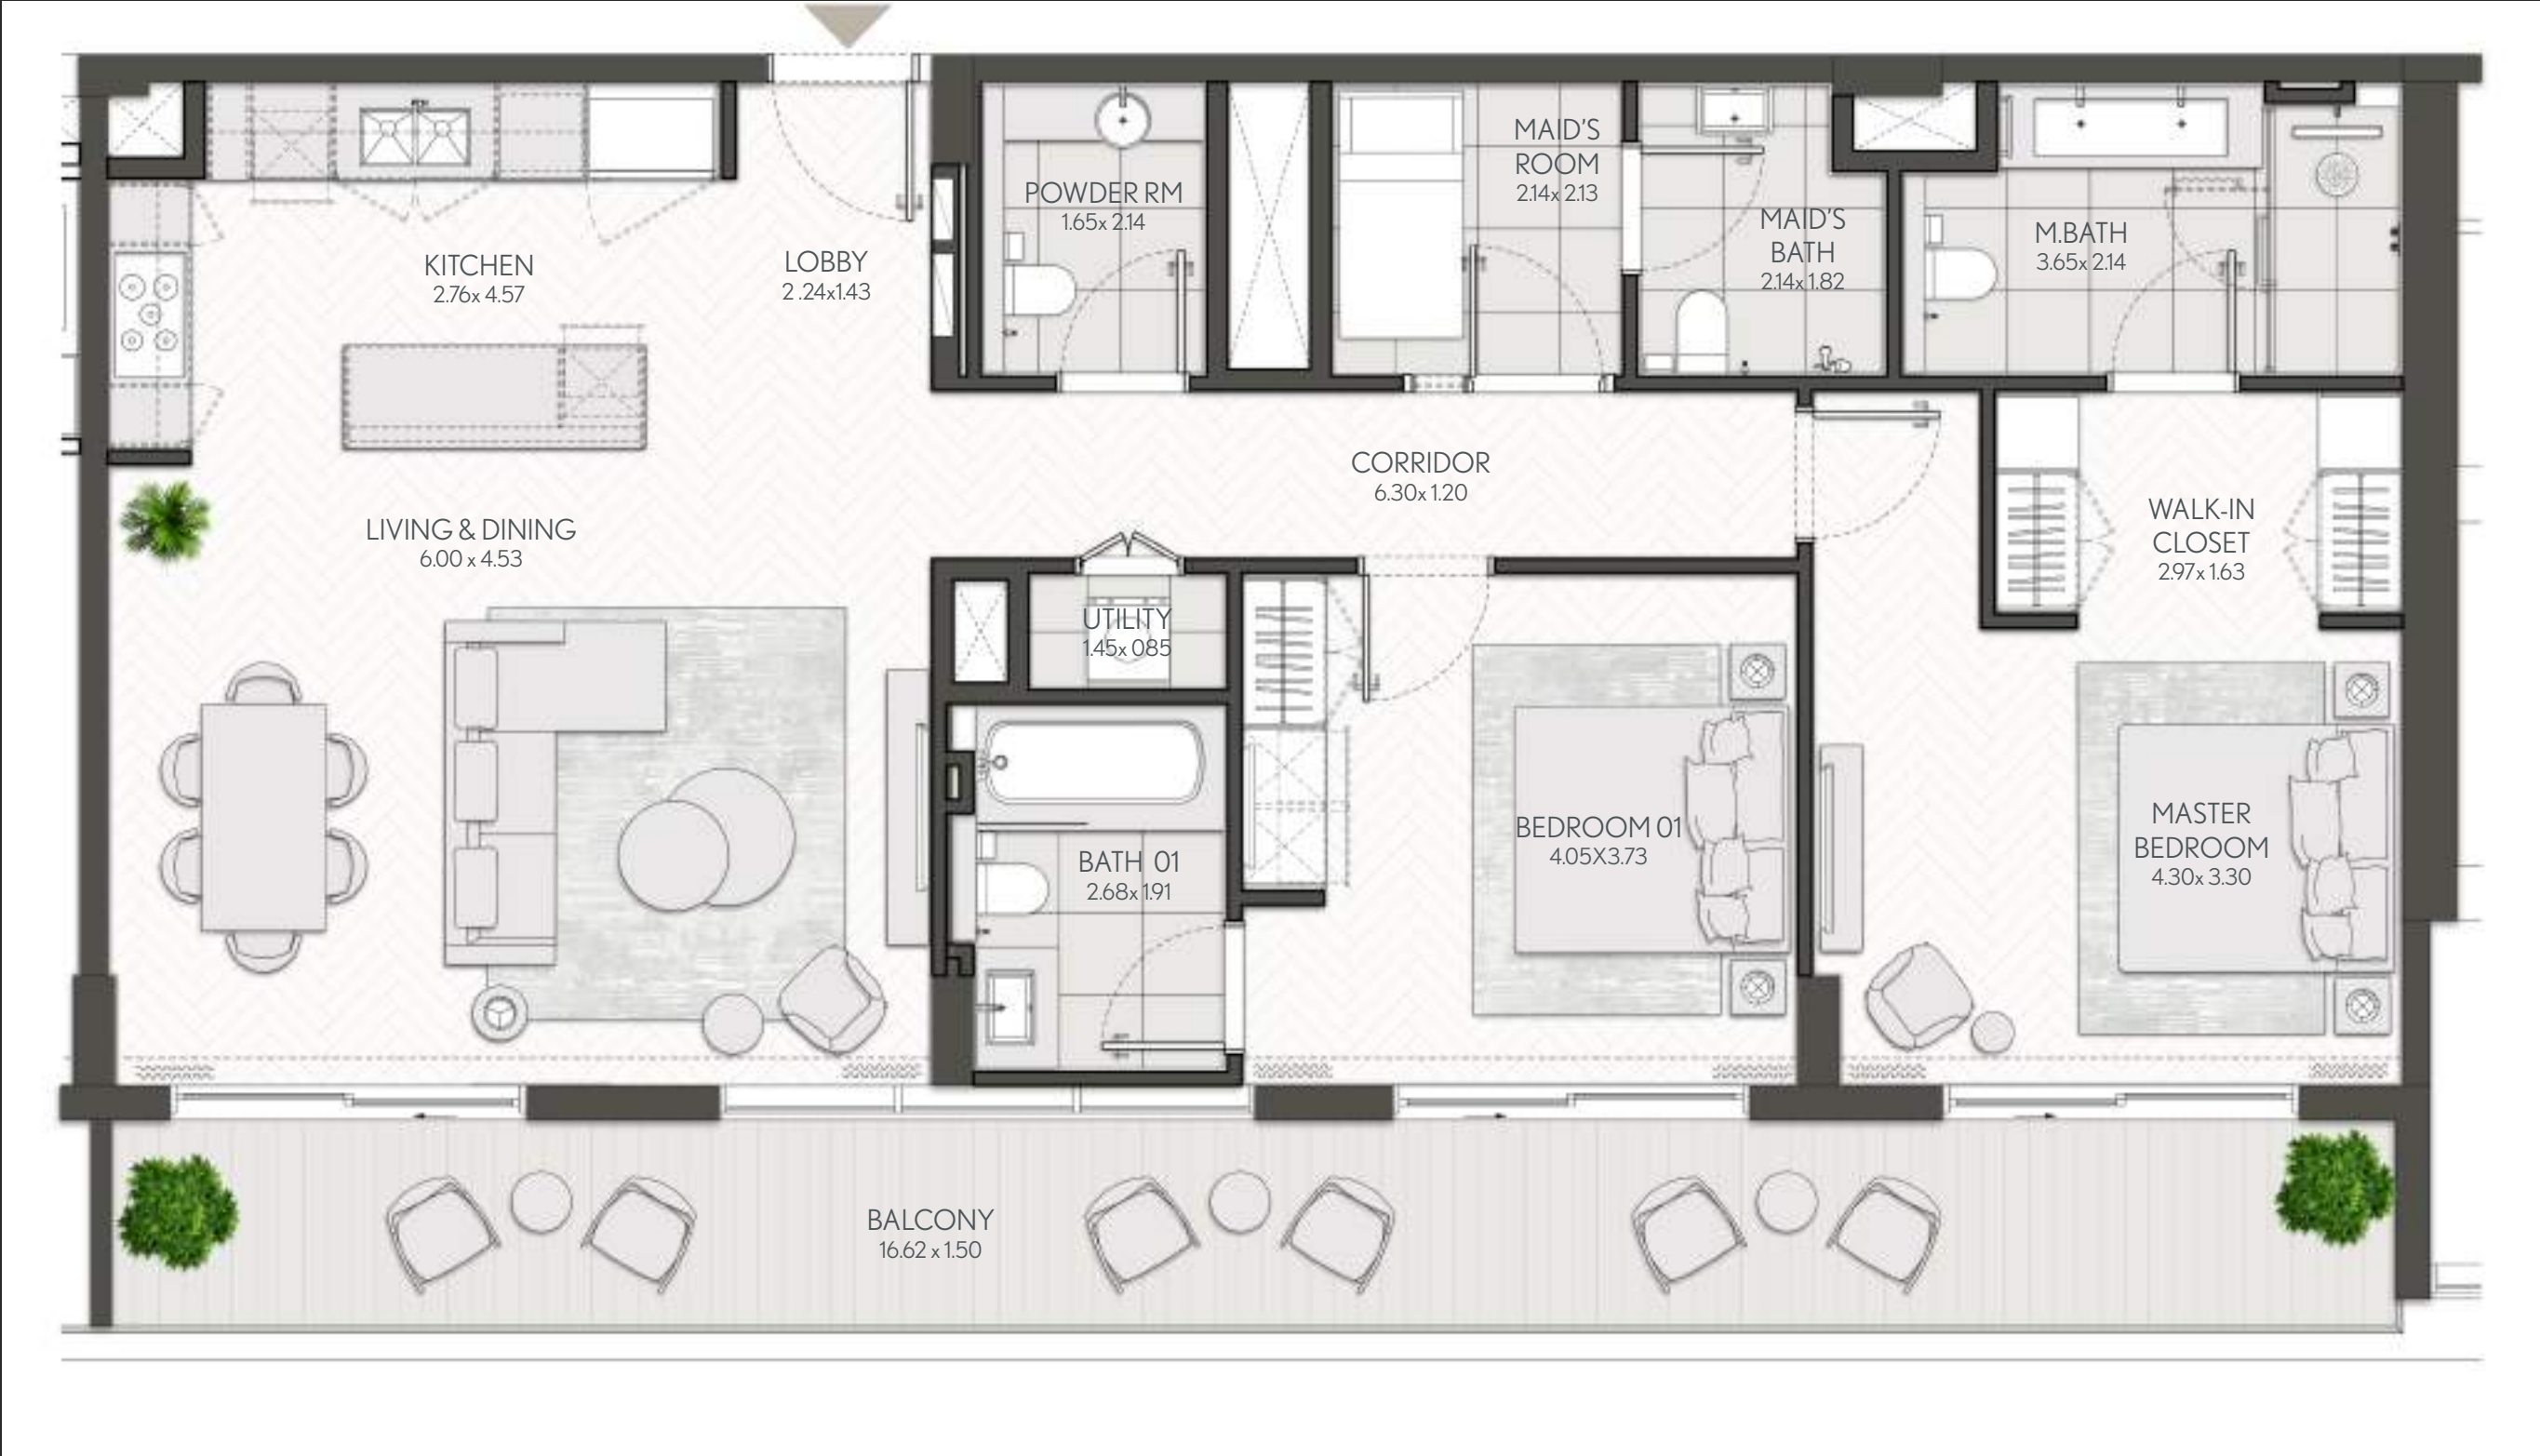 KITCHEN
2.76x 4.57
LOBBY
2 .24x1.43
POWDER RM
1.65x 2.14
MAID'S
ROOM
2.14x 2.13
MAID'S
BATH
2.14x 1.82
M.BATH
3.65x 2.14
CORRIDOR
6.30x 1.20
WALK-IN
CLOSET
2.97x 1.63
LIVING & DINING
6.00 x 4.53
UTILITY
1.45x 085
BATH 01
2.68x 1.91
BEDROOM 01
4.05X3.73
MASTER
BEDROOM
4.30x 3.30
BALCONY
16.62 x 1.50